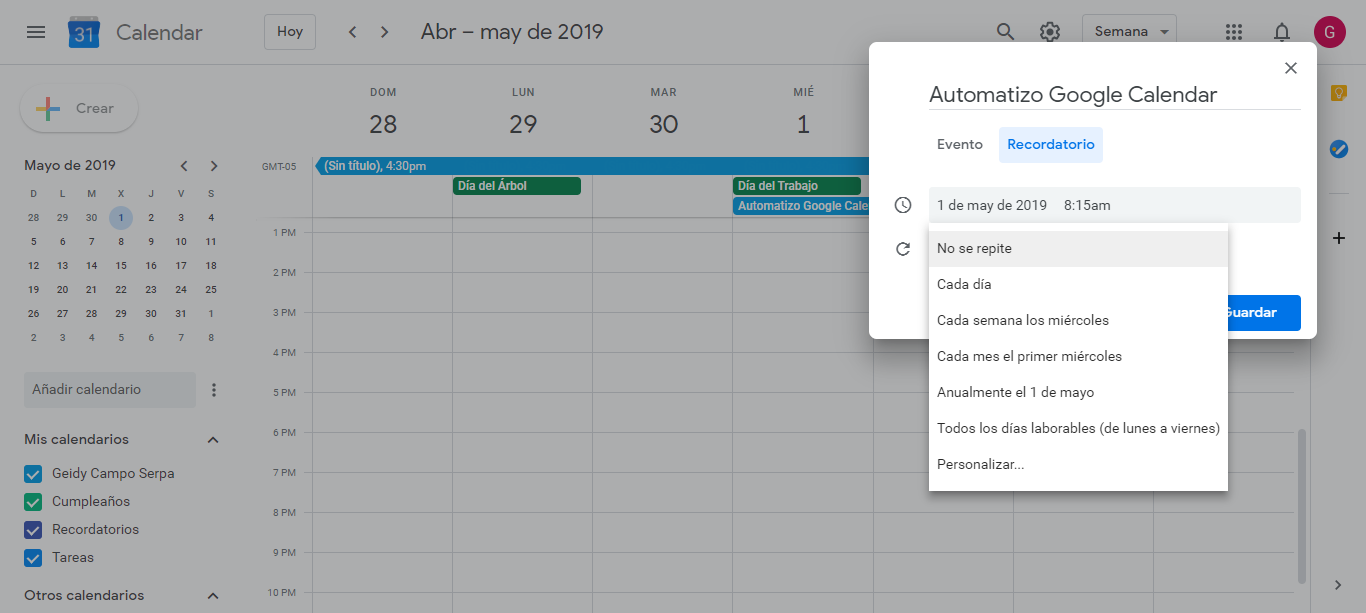 31 Calendar Hoy Abr – may de 2019 Semana G
Crear
DOM LUN MAR MIÉ
28 29 30 1
Mayo de 2019
D L M X J V S
28 29 30 1 2 3 4
5 6 7 8 9 10 11
12 13 14 15 16 17 18
19 20 21 22 23 24 25
26 27 28 29 30 31 1
2 3 4 5 6 7 8
Añadir calendario
Mis calendarios
Geidy Campo Serpa
Cumpleaños
Recordatorios
Tareas
Otros calendarios
GMT-05 (Sin título), 4:30pm
Día del Árbol Día del Trabajo
Automatizo Google Cale
1 PM
2 PM
3 PM
4 PM
5 PM
6 PM
7 PM
8 PM
9 PM
10 PM
Automatizo Google Calendar
Evento Recordatorio
1 de may de 2019 8:15am
No se repite
Cada día
Guardar
Cada semana los miércoles
Cada mes el primer miércoles
Anualmente el 1 de mayo
Todos los días laborables (de lunes a viernes)
Personalizar...